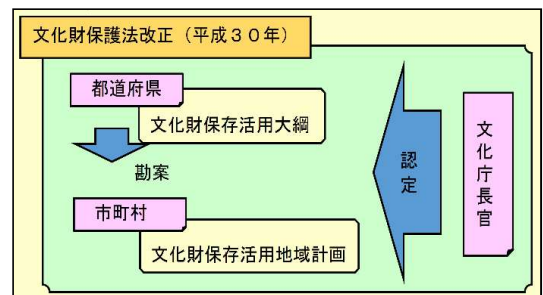 文化財保護法改正（平成３０年）
都道府県
文化財保存活用大綱
勘案
市町村
文化財保存活用地域計画
認定
文化庁長官